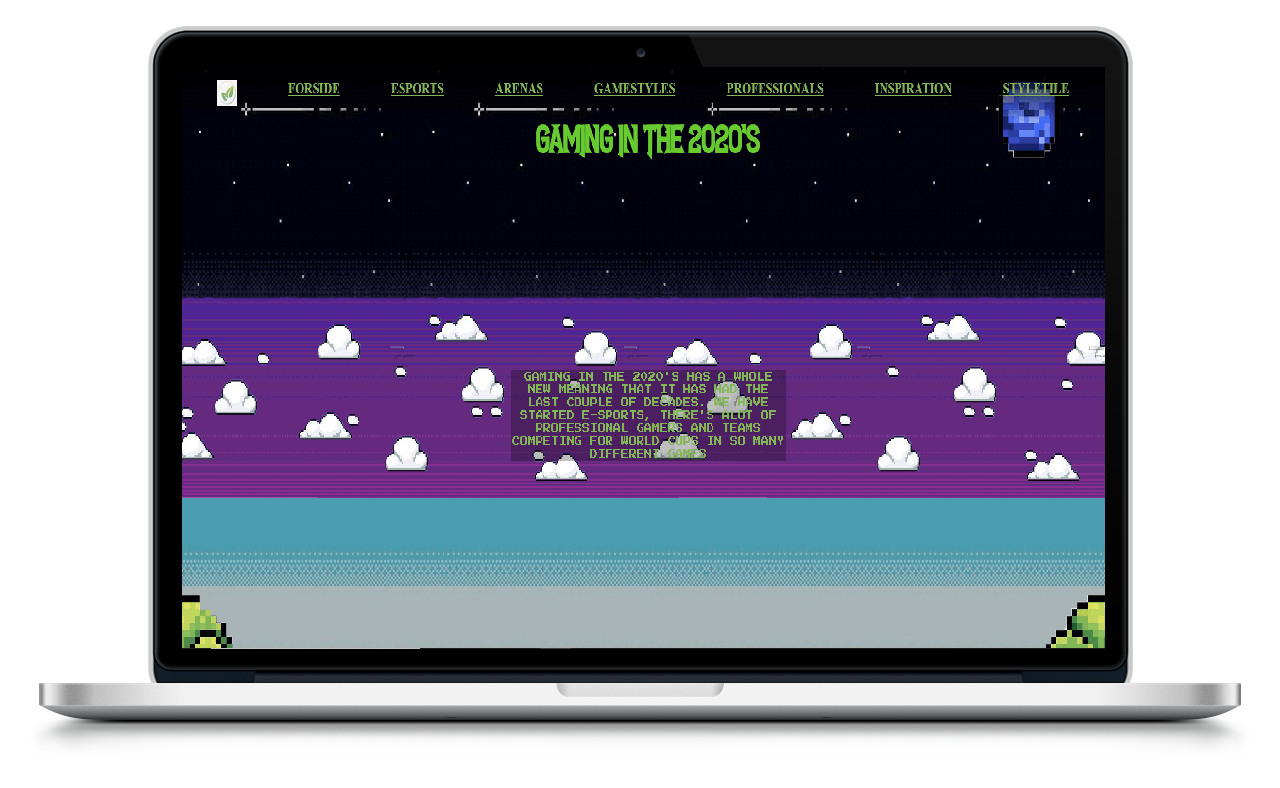 FORSIDE ESPORTS ARENAS GAMESTYLES PROFESSIONALS INSPIRATION STYLETILE
GAMING IN THE 2020'S
GAMING IN THE 2020'S HAS A WHOLE
NEW MEANING THAT IT HAS HAD THE
LAST COUPLE OF DECADES. WE HAVE
STARTED E-SPORTS, THERE'S ALOT OF
PROFESSIONAL GAMERS AND TEAMS
COMPETING FOR WORLD CUPS IN SO MANY
DIFFERENT GAMES